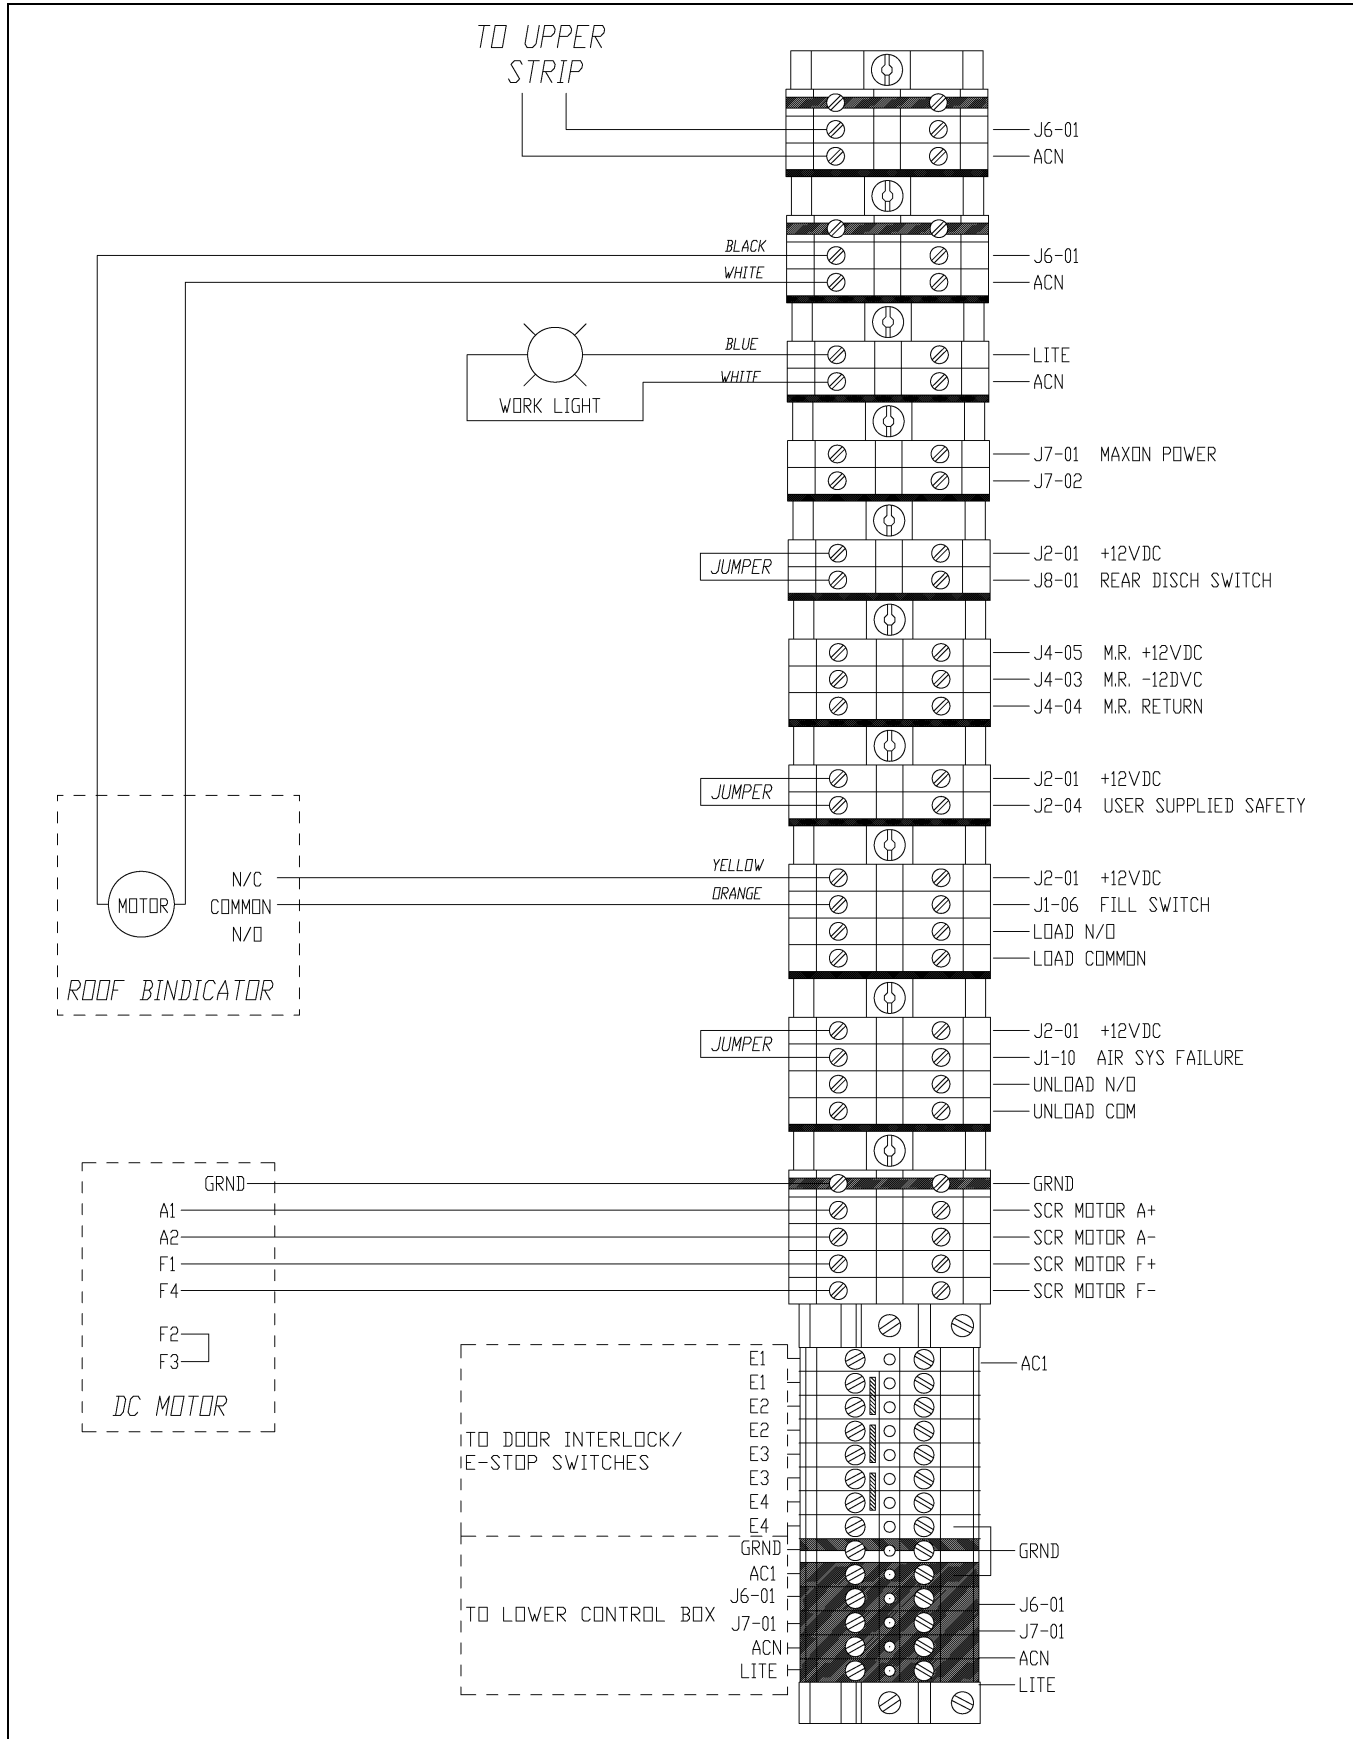 TO UPPER
STRIP
J6-01
ACN
BLACK
J6-01
WHITE
ACN
BLUE
LITE
WHITE
ACN
WORK LIGHT
J7-01 MAXON POWER
J7-02
JUMPER
J2-01 +12VDC
J8-01 REAR DISCH SWITCH
J4-05 M.R. +12VDC
J4-03 M.R. -12DVC
J4-04 M.R. RETURN
JUMPER
J2-01 +12VDC
J2-04 USER SUPPLIED SAFETY
MOTOR
N/C
COMMON
N/O
ROOF BINDICATOR
YELLOW
ORANGE
J2-01 +12VDC
J1-06 FILL SWITCH
LOAD N/O
LOAD COMMON
JUMPER
J2-01 +12VDC
J1-10 AIR SYS FAILURE
UNLOAD N/O
UNLOAD COM
GRND
A1
A2
F1
F4
F2
F3
DC MOTOR
GRND
SCR MOTOR A+
SCR MOTOR A-
SCR MOTOR F+
SCR MOTOR F-
TO DOOR INTERLOCK/
E-STOP SWITCHES
E1
E1
E2
E2
E3
E3
E4
E4
AC1
TO LOWER CONTROL BOX
GRND
AC1
J6-01
J7-01
ACN
LITE
GRND
J6-01
J7-01
ACN
LITE